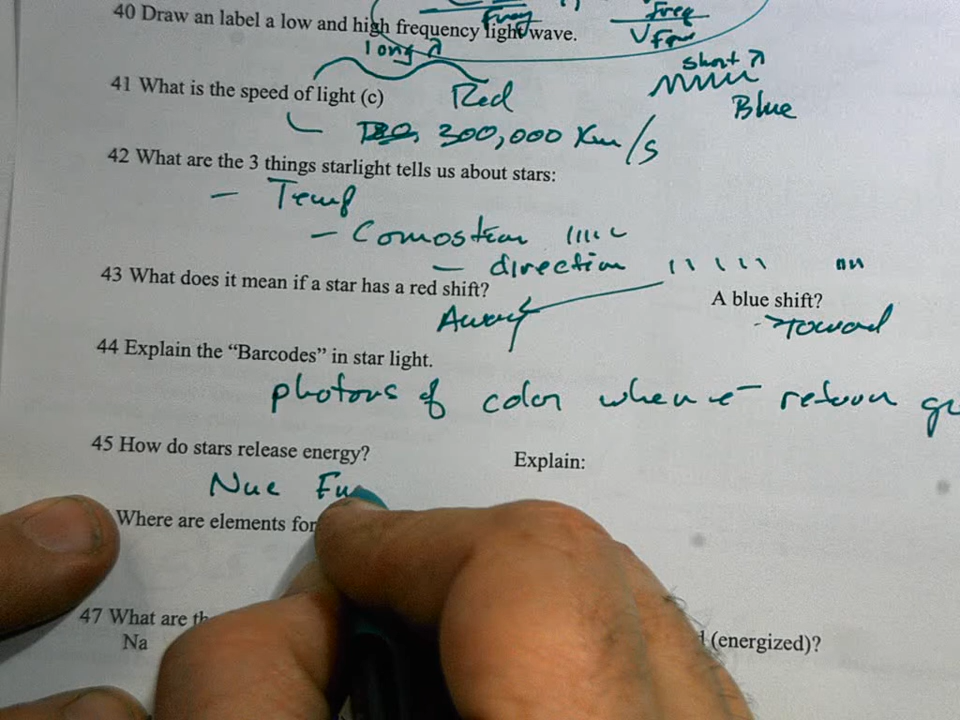 Freq
freq
40 Draw an label a low and high frequency light wave.
long
short
41 What is the speed of light (c)
Red
Blue
300,000 Km/s
42 What are the 3 things starlight tells us about stars:
- Temp
- Comostion
- direction
43 What does it mean if a star has a red shift? A blue shift?
Away Toward
44 Explain the “Barcodes” in star light.
photons of color when e- return
45 How do stars release energy? Explain:
Nuc Fu
Where are elements for
47 What are th (energized)?
Na